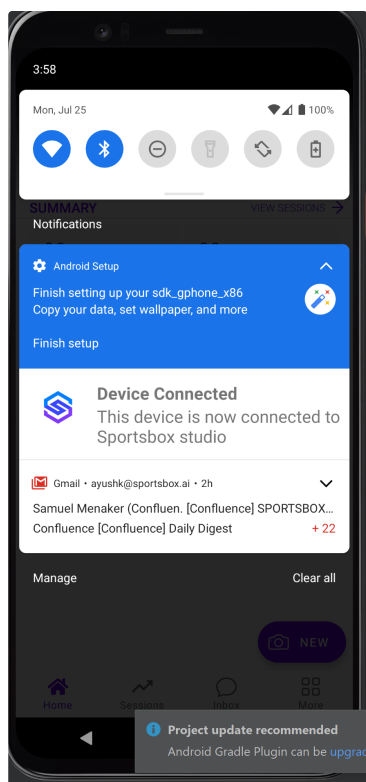 3:58
Mon, Jul 25
100%
SUMMARY
VIEW SESSIONS
Notifications
Android Setup
Finish setting up your sdk_gphone_x86
Copy your data, set wallpaper, and more
Finish setup
Device Connected
This device is now connected to
Sportsbox studio
Gmail • ayushk@sportsbox.ai • 2h
Samuel Menaker (Confluen. [Confluence] SPORTSBOX...
Confluence [Confluence] Daily Digest
+ 22
Manage
Clear all
NEW
Home
Sessions
Inbox
More
Project update recommended
Android Gradle Plugin can be upgrad